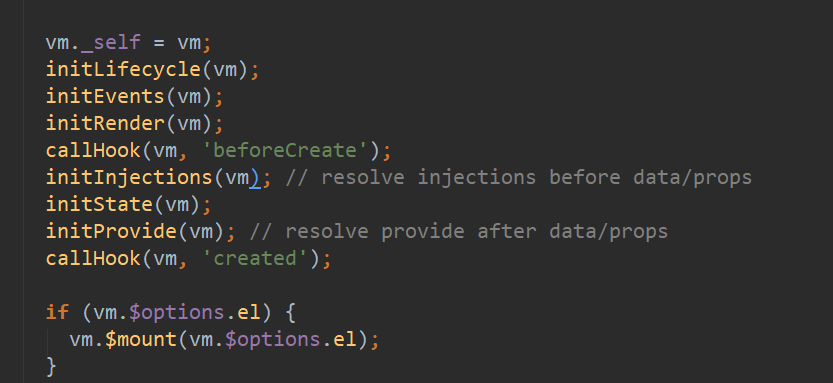 vm._self = vm;
initLifecycle(vm);
initEvents(vm);
initRender(vm);
callHook(vm, 'beforeCreate');
initInjections(vm); // resolve injections before data/props
initState(vm);
initProvide(vm); // resolve provide after data/props
callHook(vm, 'created');
if (vm.$options.el) {
vm.$mount(vm.$options.el);
}